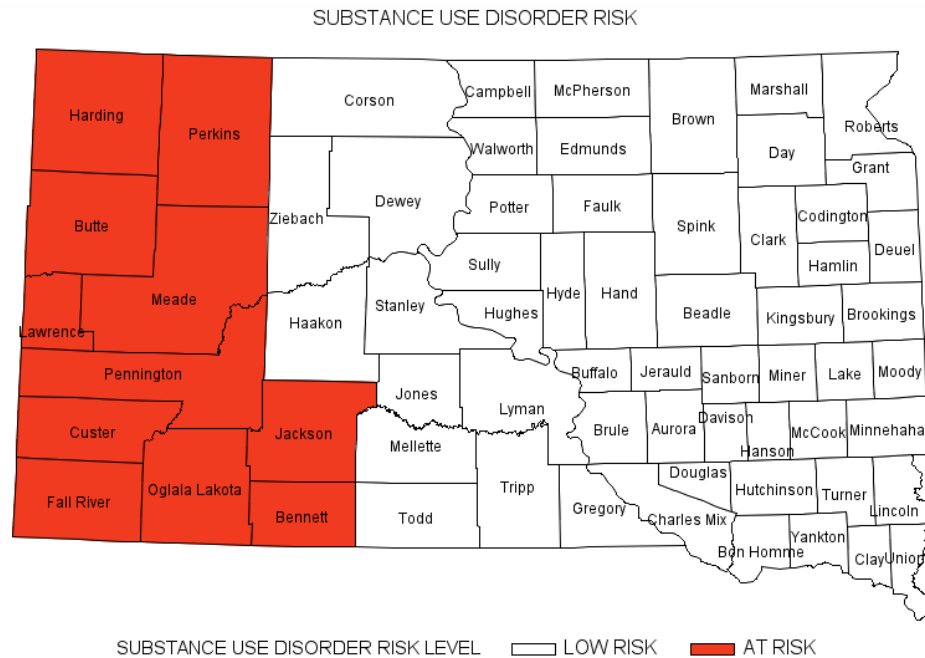 SUBSTANCE USE DISORDER RISK
Harding
Perkins
Corson
Campbell
McPherson
Brown
Marshall
Roberts
Walworth
Edmunds
Day
Grant
Butte
Ziebach
Dewey
Potter
Faulk
Spink
Clark
Codington
Deuel
Hamlin
Meade
Sully
Hyde
Hand
Lawrence
Haakon
Stanley
Hughes
Beadle
Kingsbury
Brookings
Pennington
Jones
Lyman
Buffalo
Jerauld
Sanborn
Miner
Lake
Moody
Custer
Jackson
Mellette
Brule
Aurora
Davison
Hanson
McCook
Minnehaha
Fall River
Oglala Lakota
Bennett
Todd
Tripp
Gregory
Douglas
Charles Mix
Hutchinson
Turner
Lincoln
Bon Homme
Yankton
Clay
Union
SUBSTANCE USE DISORDER RISK LEVEL LOW RISK AT RISK